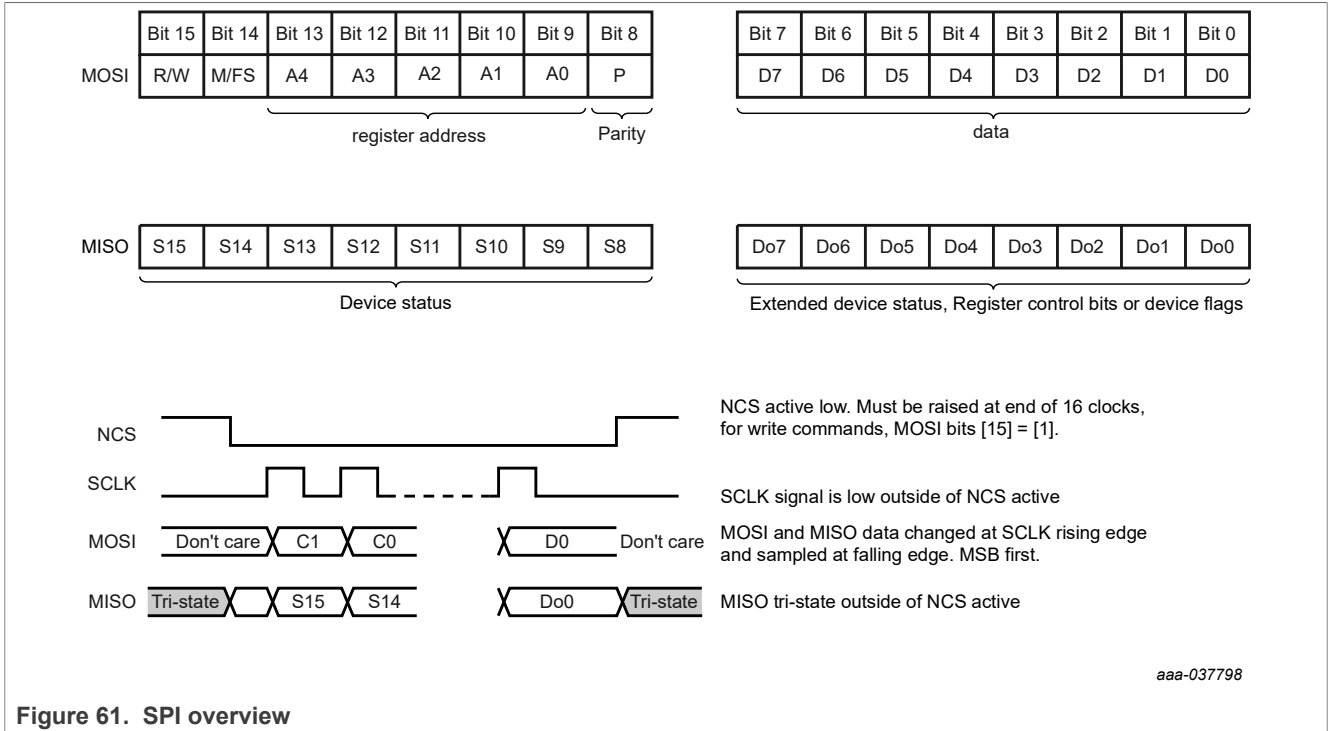 Bit 15 Bit 14 Bit 13 Bit 12 Bit 11 Bit 10 Bit 9 Bit 8 Bit 7 Bit 6 Bit 5 Bit 4 Bit 3 Bit 2 Bit 1 Bit 0
MOSI R/W M/FS A4 A3 A2 A1 A0 P D7 D6 D5 D4 D3 D2 D1 D0
register address Parity data
MISO S15 S14 S13 S12 S11 S10 S9 S8 Do7 Do6 Do5 Do4 Do3 Do2 Do1 Do0
Device status Extended device status, Register control bits or device flags
NCS
NCS active low. Must be raised at end of 16 clocks,
for write commands, MOSI bits [15] = [1].
SCLK
SCLK signal is low outside of NCS active
MOSI Don't care C1 C0 D0 Don't care
MOSI and MISO data changed at SCLK rising edge
and sampled at falling edge. MSB first.
MISO Tri-state S15 S14 Do0 Tri-state MISO tri-state outside of NCS active
aaa-037798
Figure 61. SPI overview